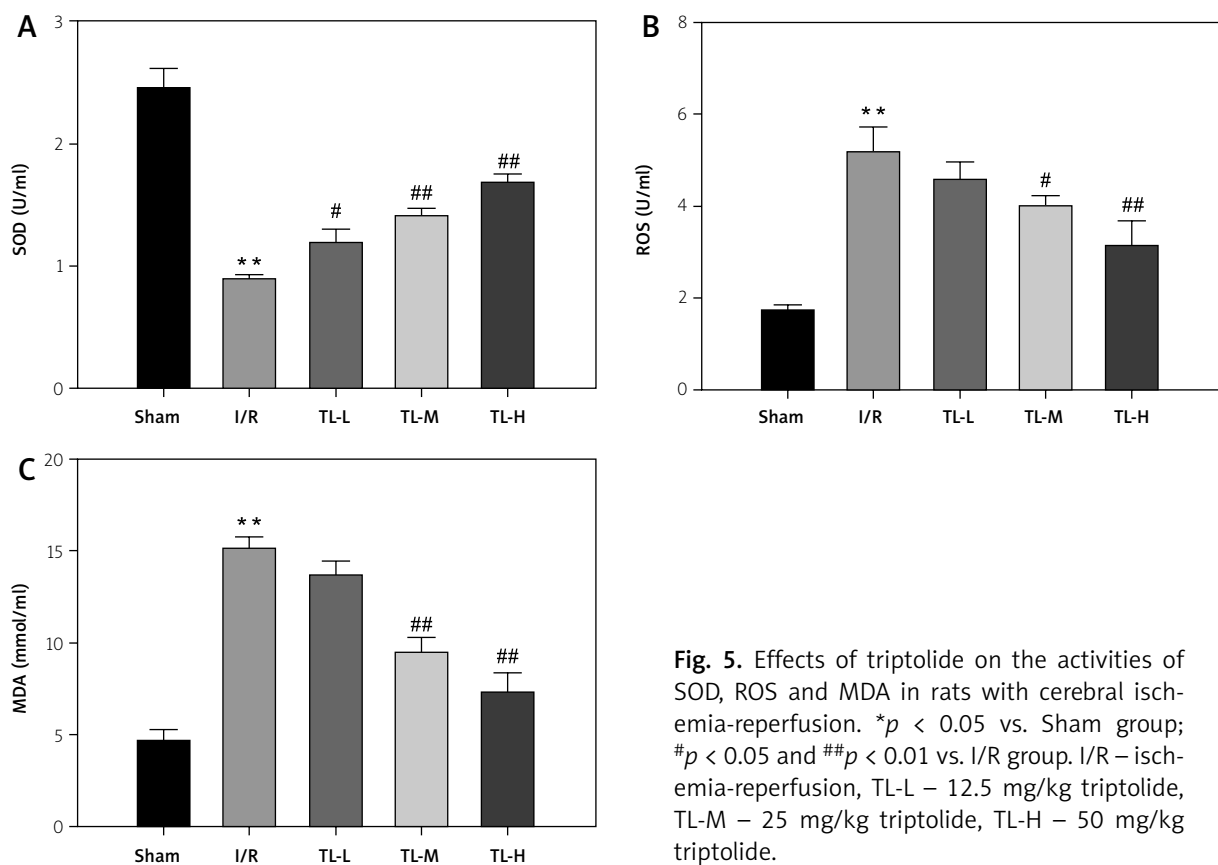 A
3
2
1
0
SOD (U/ml)
**
#
##
##
Sham I/R TL-L TL-M TL-H
B
8
6
4
2
0
ROS (U/ml)
**
#
##
Sham I/R TL-L TL-M TL-H
C
20
15
10
5
0
MDA (mmol/ml)
**
##
##
Sham I/R TL-L TL-M TL-H
Fig. 5. Effects of triptolide on the activities of
SOD, ROS and MDA in rats with cerebral isch-
emia-reperfusion. *p < 0.05 vs. Sham group;
#p < 0.05 and ##p < 0.01 vs. I/R group. I/R – isch-
emia-reperfusion, TL-L – 12.5 mg/kg triptolide,
TL-M – 25 mg/kg triptolide, TL-H – 50 mg/kg
triptolide.